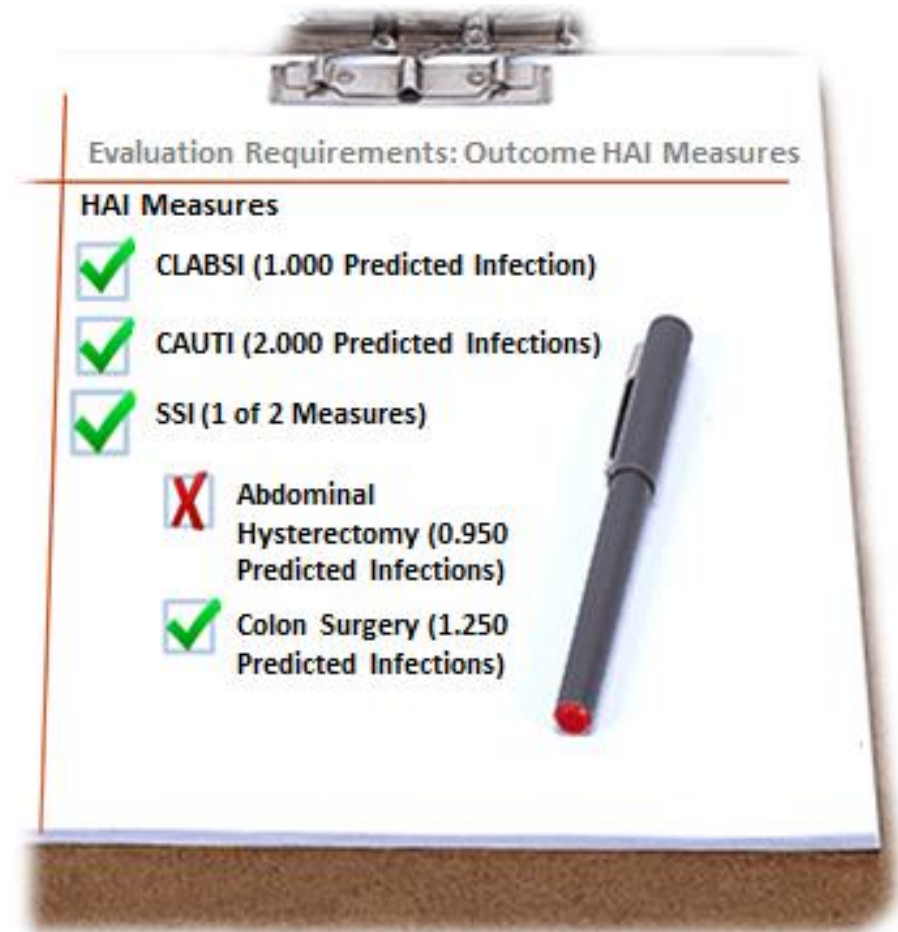 Evaluation Requirements: Outcome HAI Measures
HAI Measures
CLABSI (1.000 Predicted Infection)
CAUTI (2.000 Predicted Infections)
SSI (1 of 2 Measures)
Abdominal
Hysterectomy (0.950
Predicted Infections)
Colon Surgery (1.250
Predicted Infections)